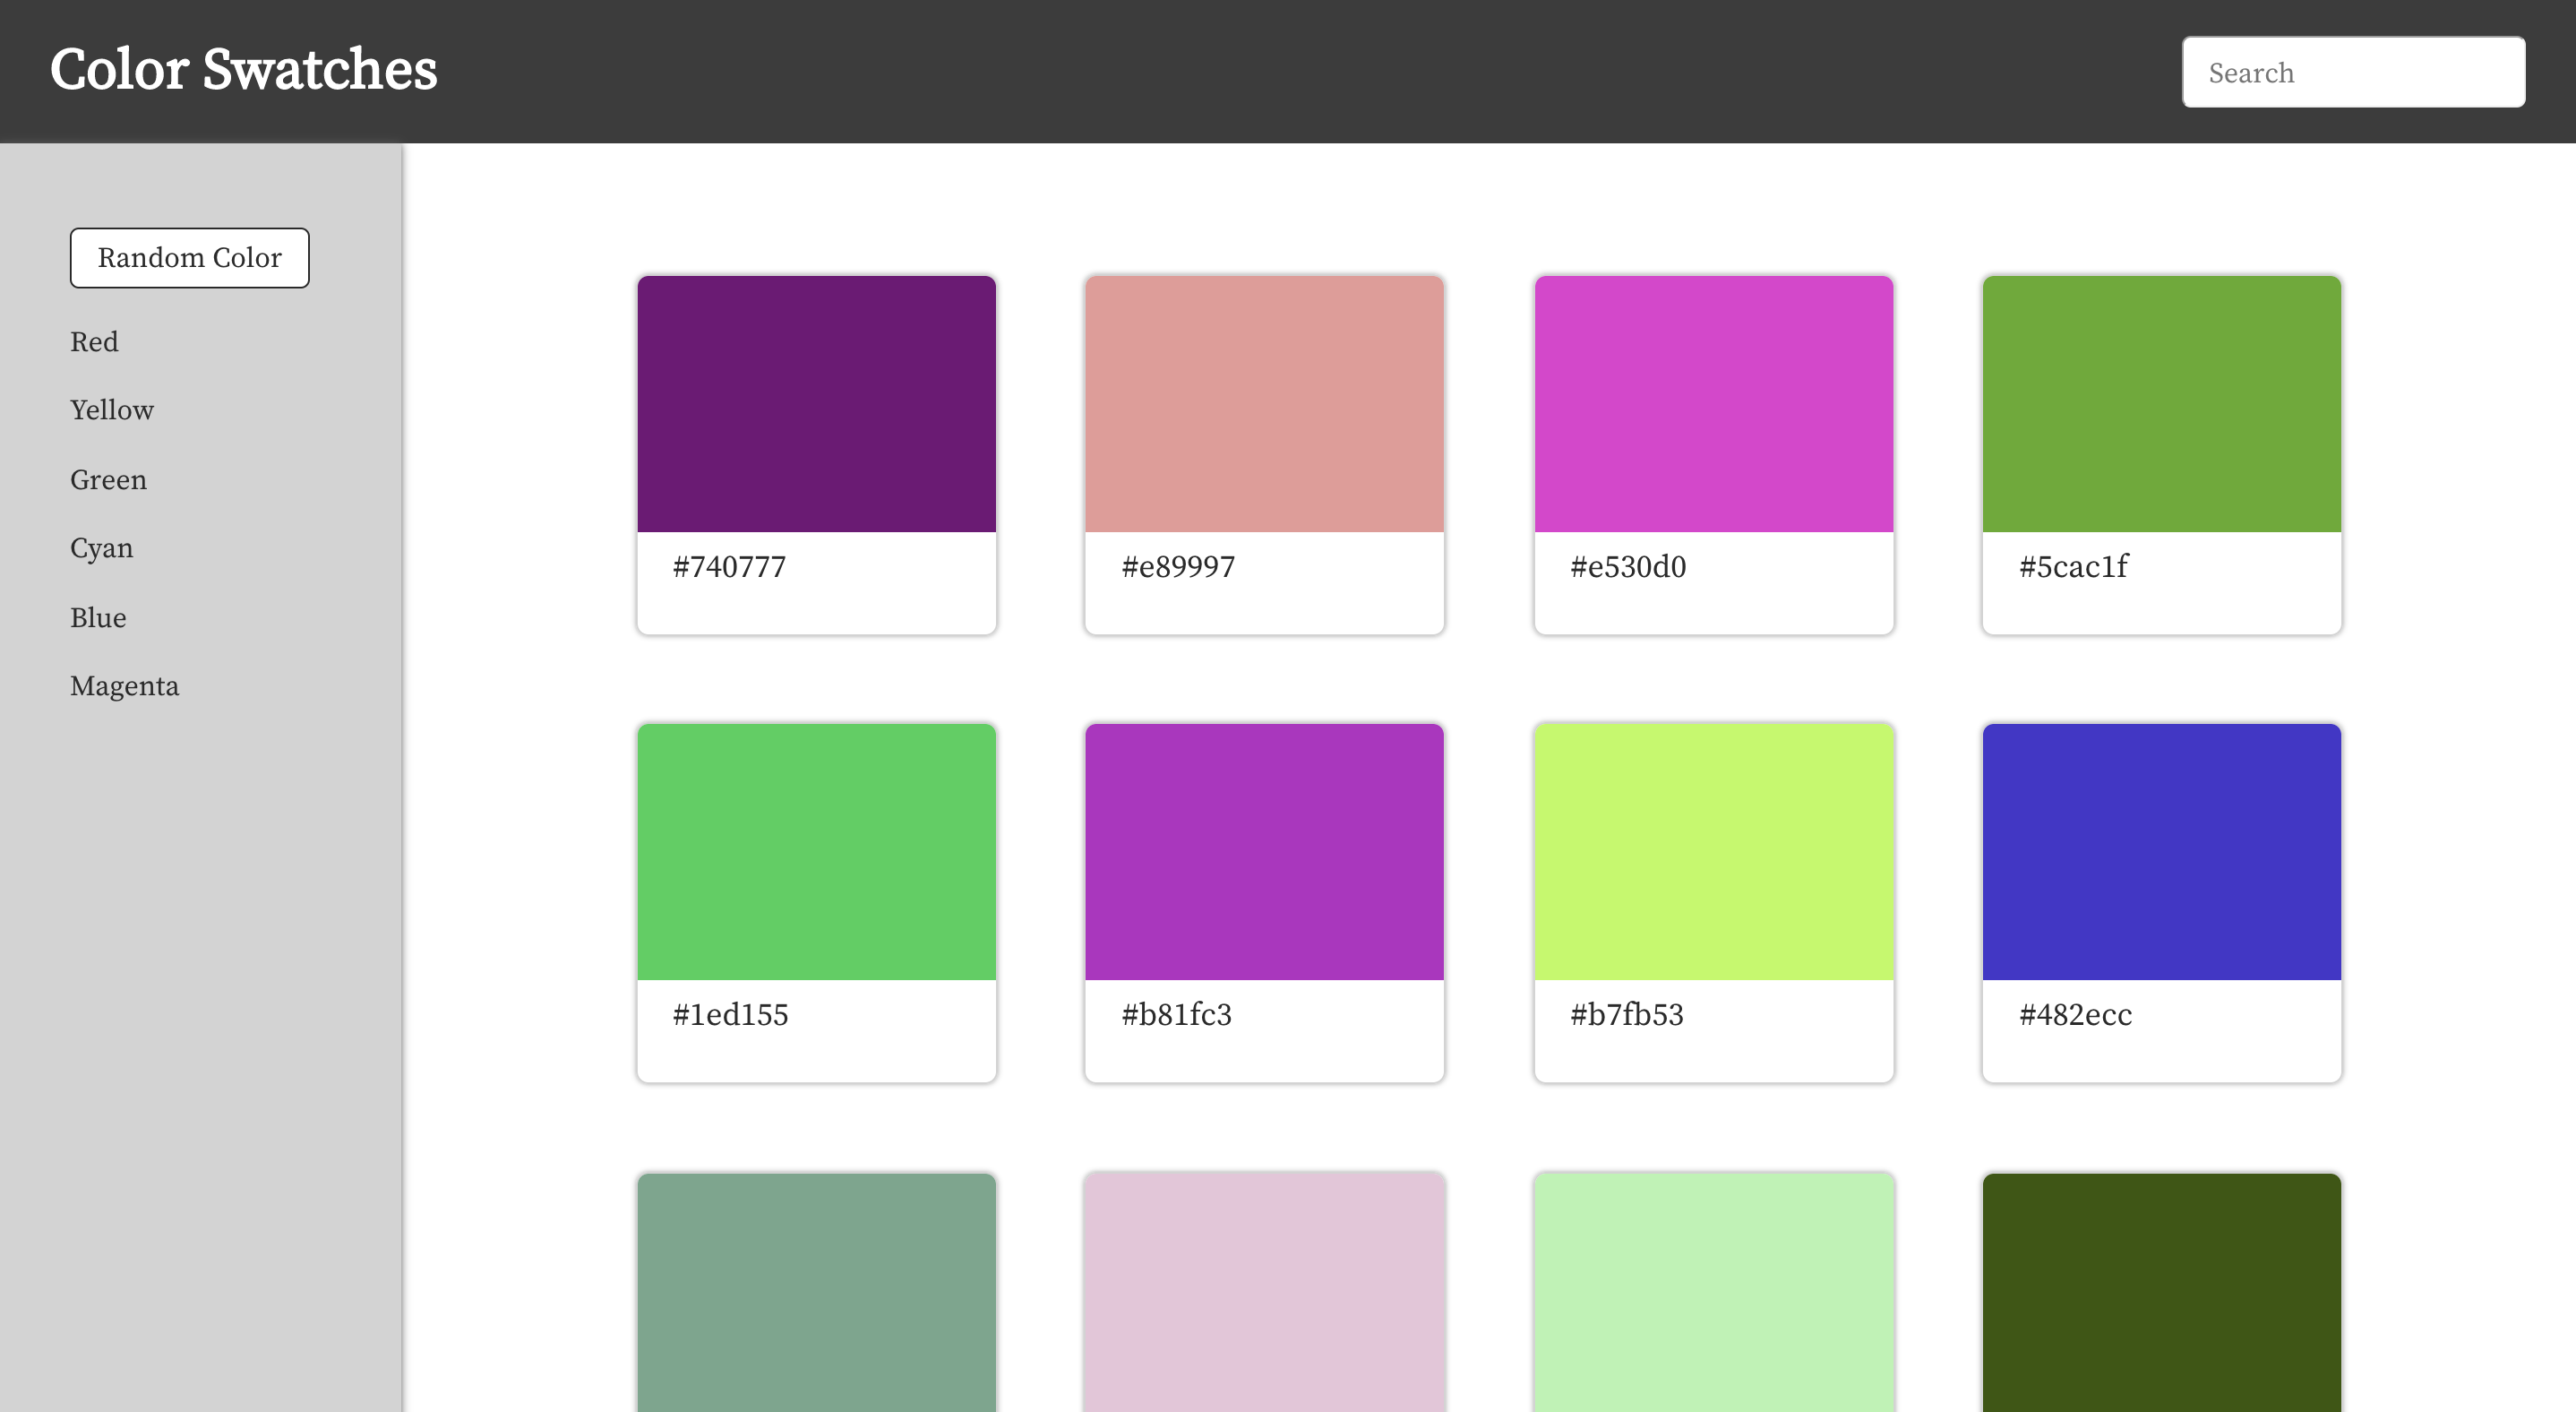 Color Swatches
Search
Random Color
Red
Yellow
Green
Cyan
Blue
Magenta
#740777
#e89997
#e530d0
#5cac1f
#1ed155
#b81fc3
#b7fb53
#482ecc